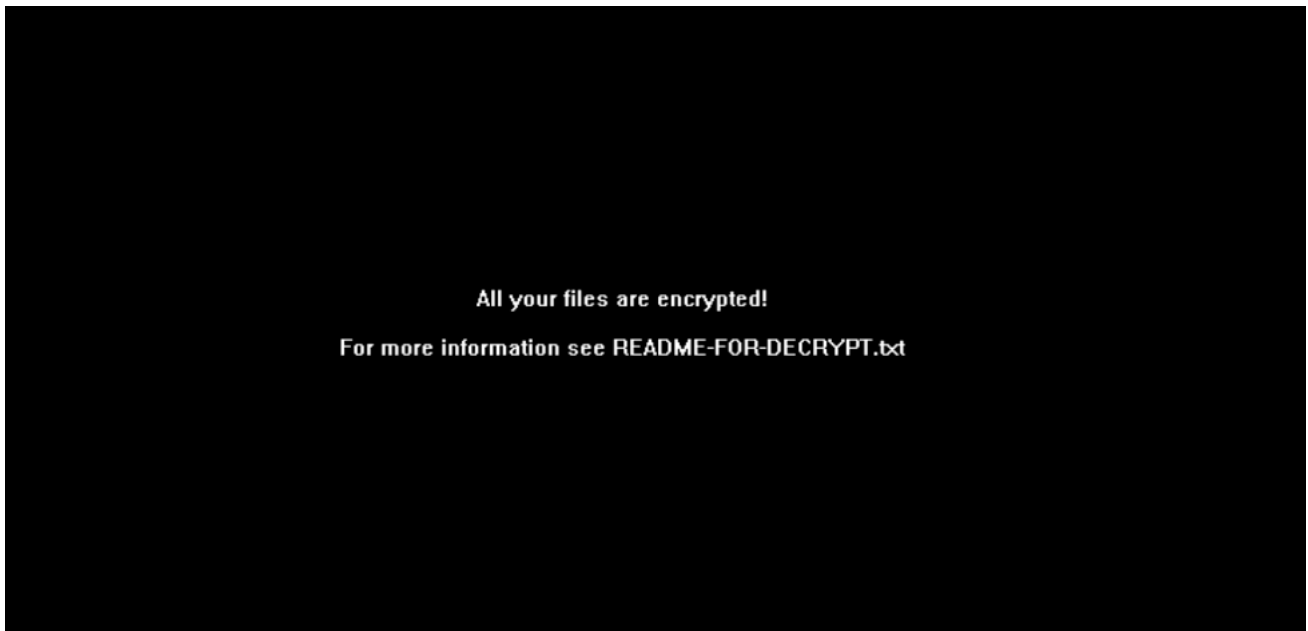 All your files are encrypted!
For more information see README-FOR-DECRYPT.txt